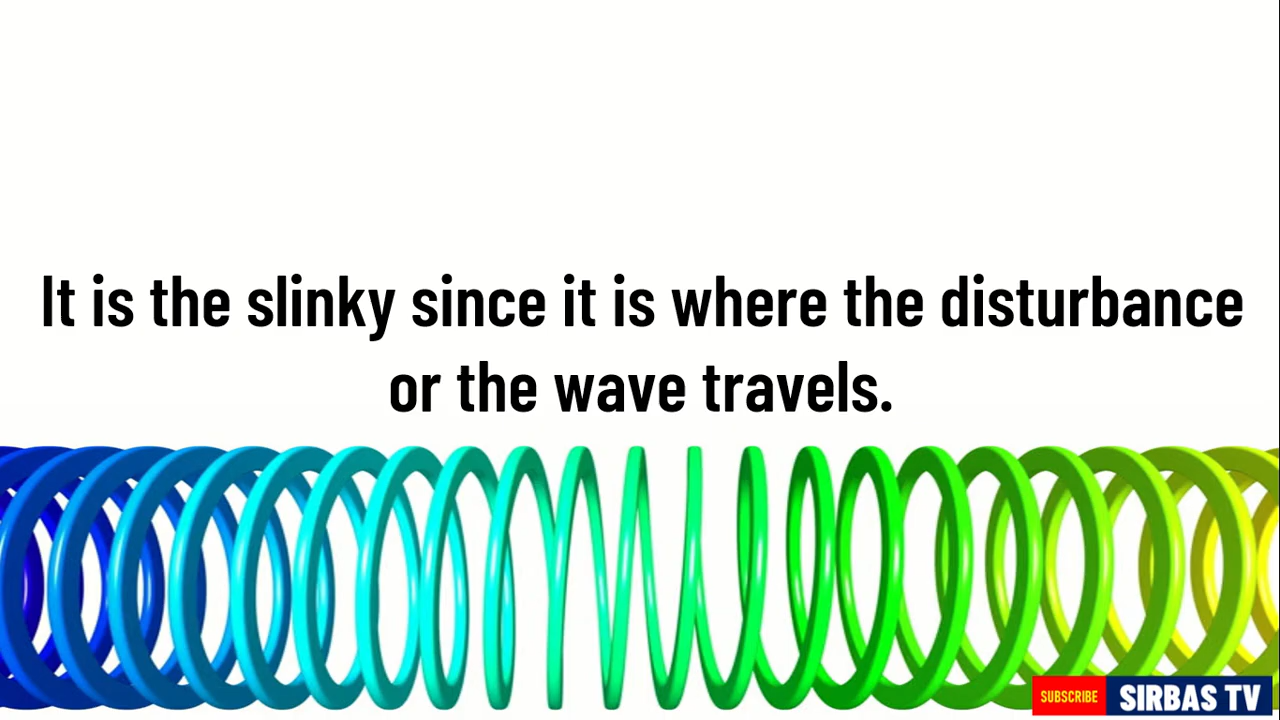 It is the slinky since it is where the disturbance
or the wave travels.
SUBSCRIBE SIRBAS TV